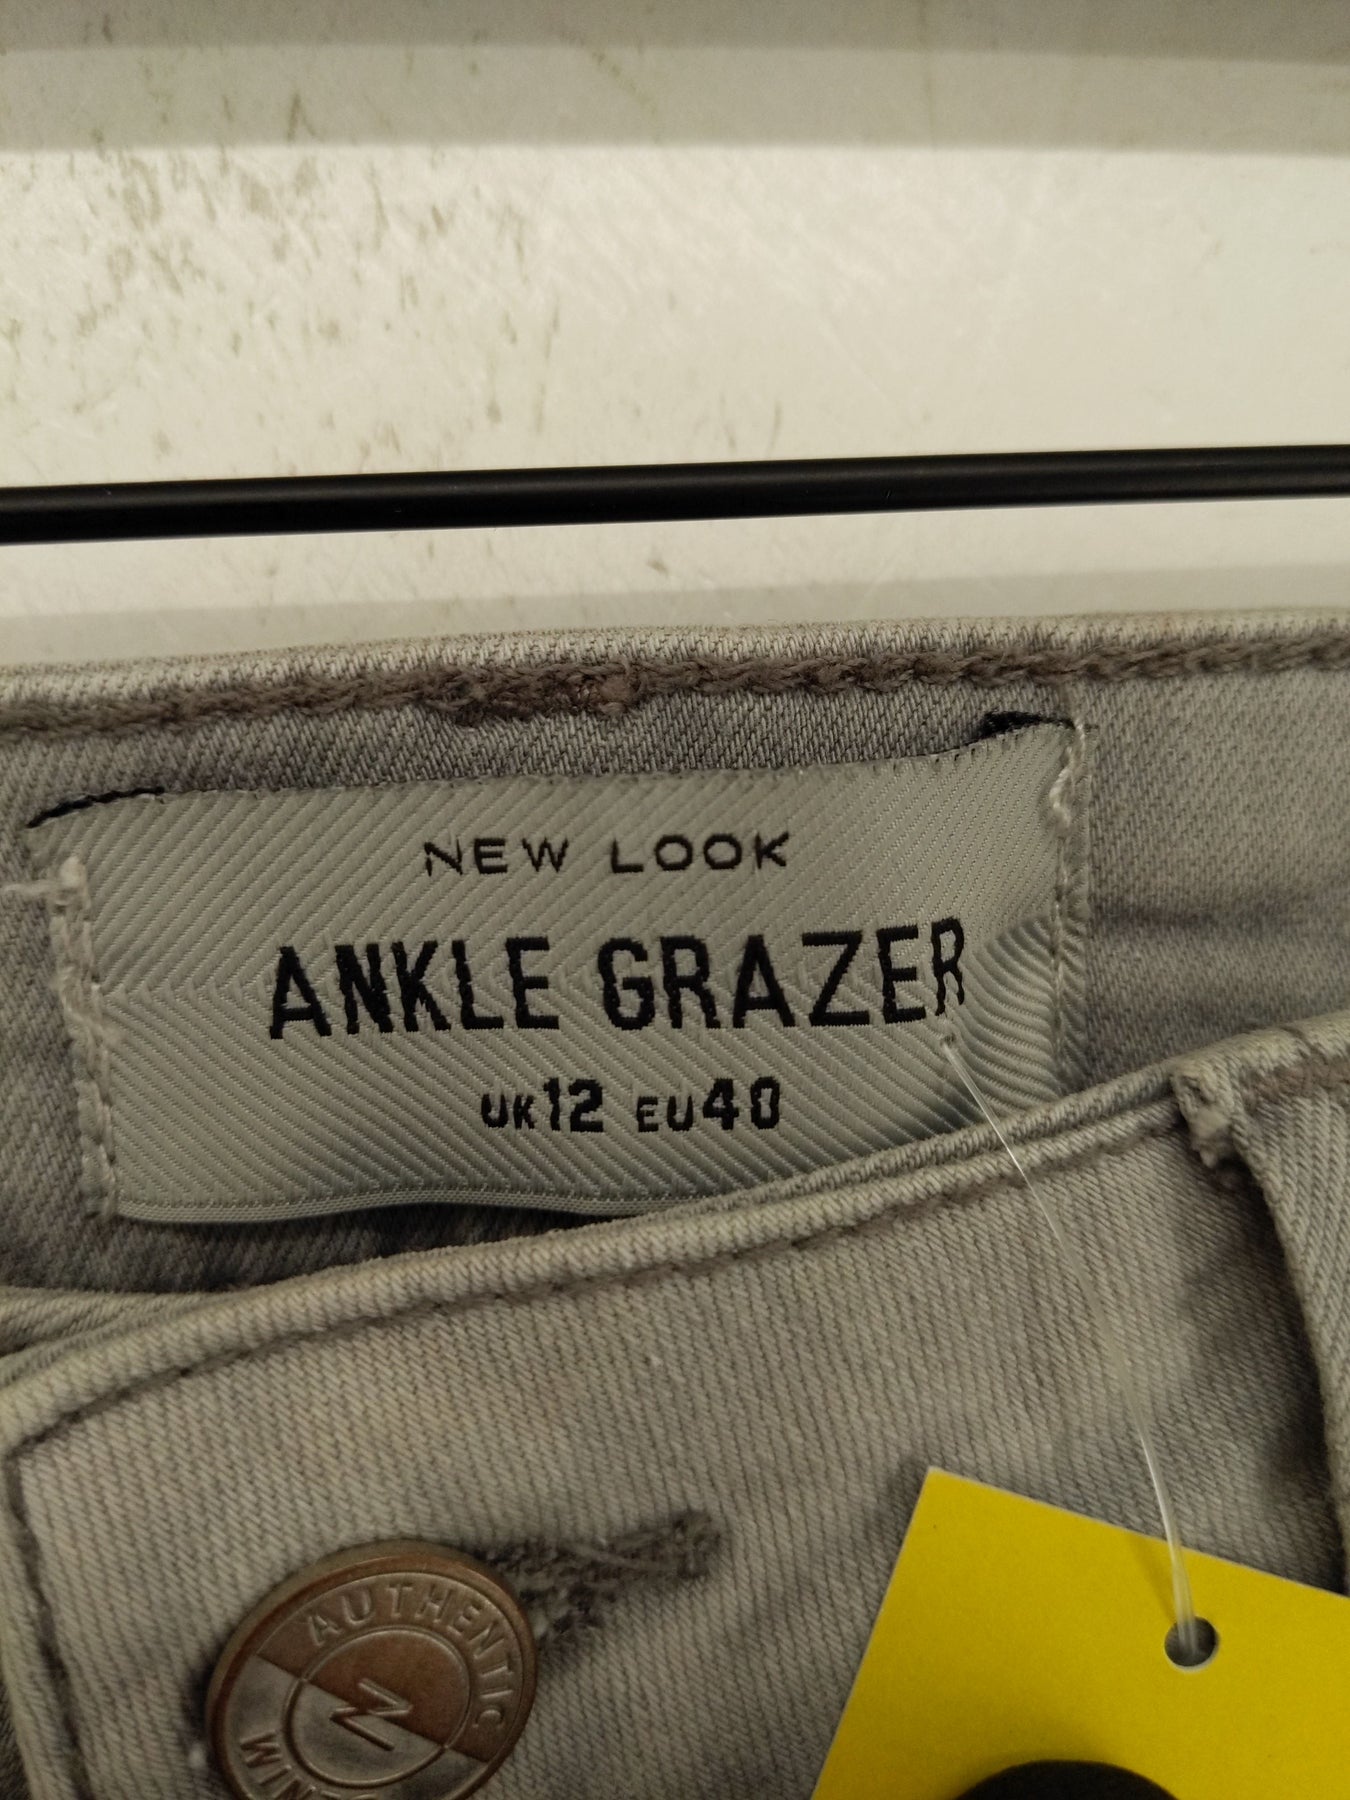 NEW LOOK
ANKLE GRAZER
UK12 EU40
AUTHENTIC
N